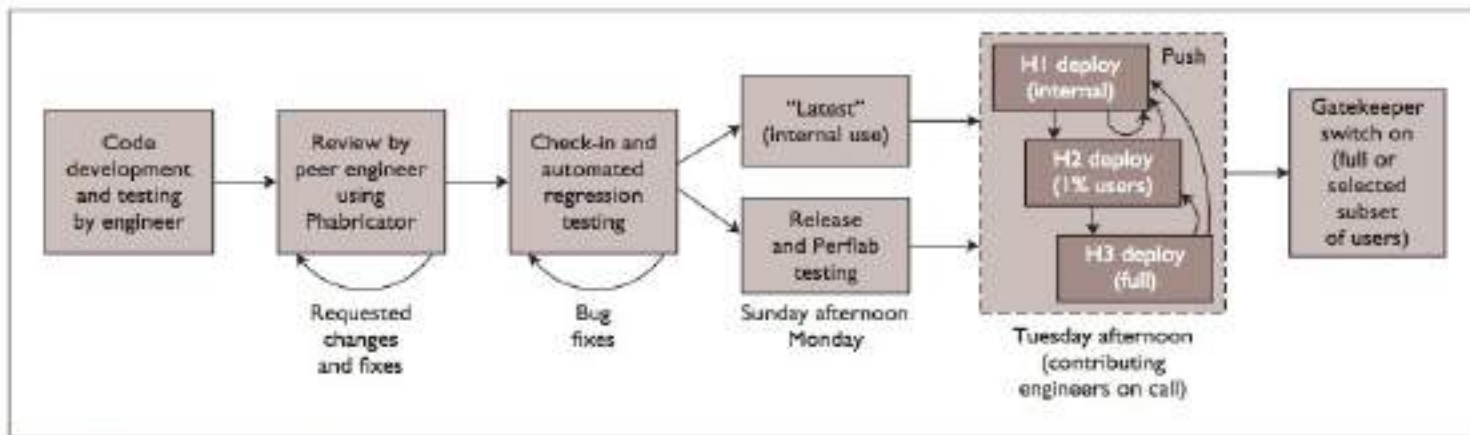 Code
development
and testing
by engineer
Review by
peer engineer
using
Phabricator
Requested
changes
and fixes
Check-in and
automated
regression
testing
Bug
fixes
"Latest"
(internal use)
Release
and Perflab
testing
Sunday afternoon
Monday
Push
H1 deploy
(internal)
H2 deploy
(1% users)
H3 deploy
(full)
Tuesday afternoon
(contributing
engineers on call)
Gatekeeper
switch on
(full or
selected
subset
of users)